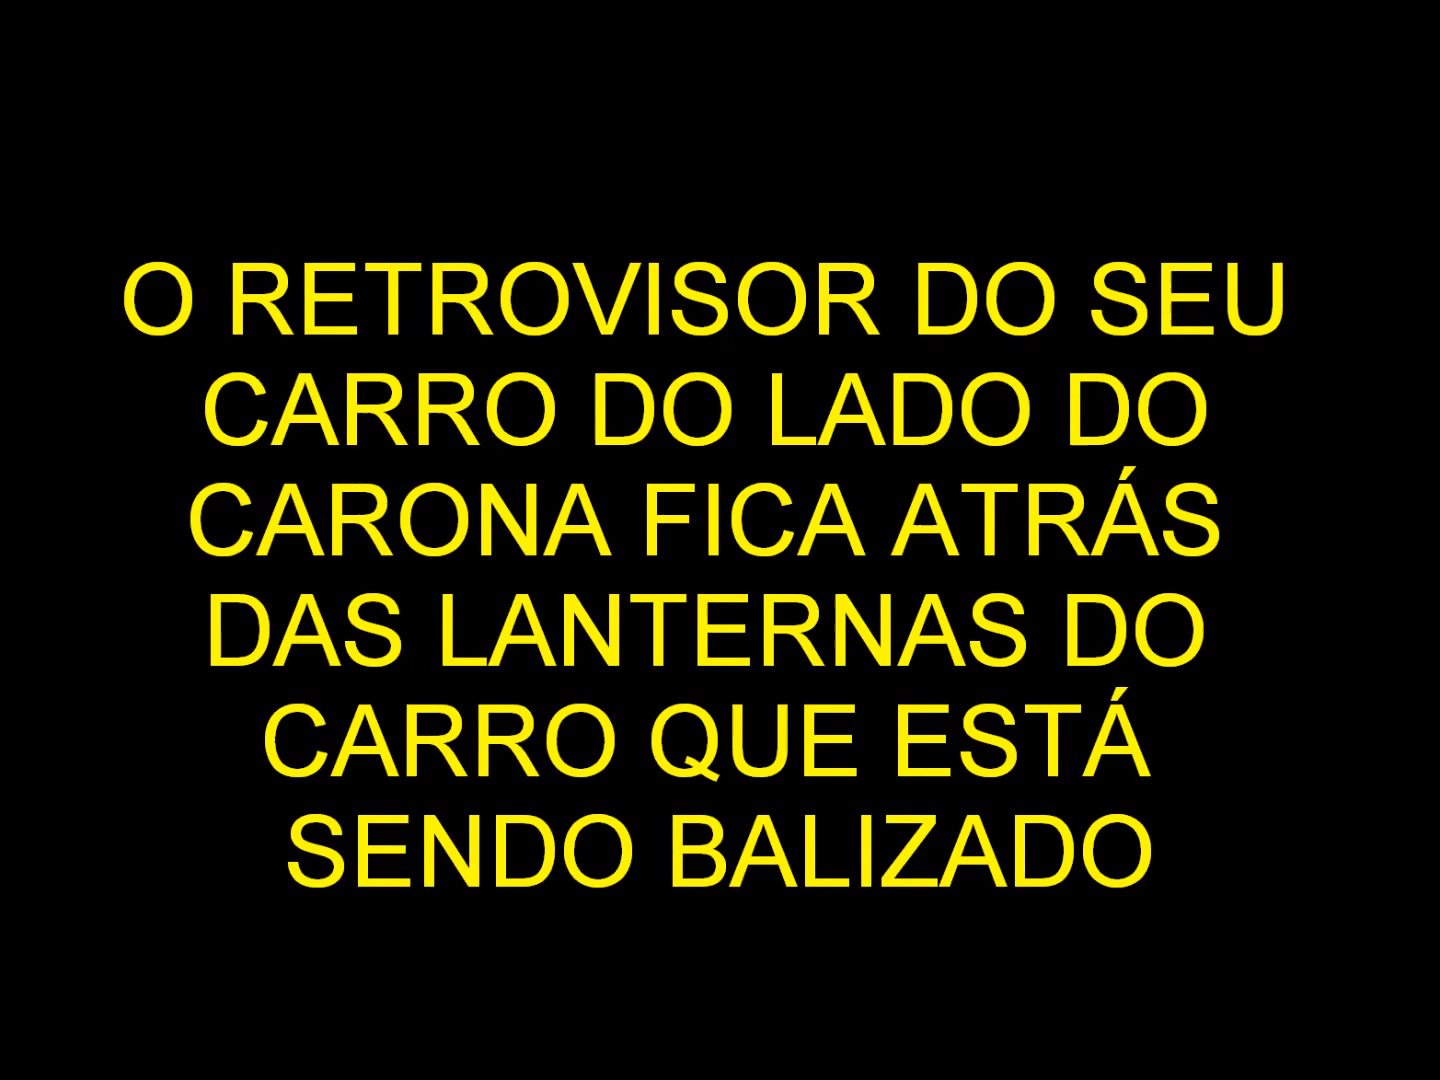 O RETROVISOR DO SEU
CARRO DO LADO DO
CARONA FICA ATRÁS
DAS LANTERNAS DO
CARRO QUE ESTÁ
SENDO BALIZADO